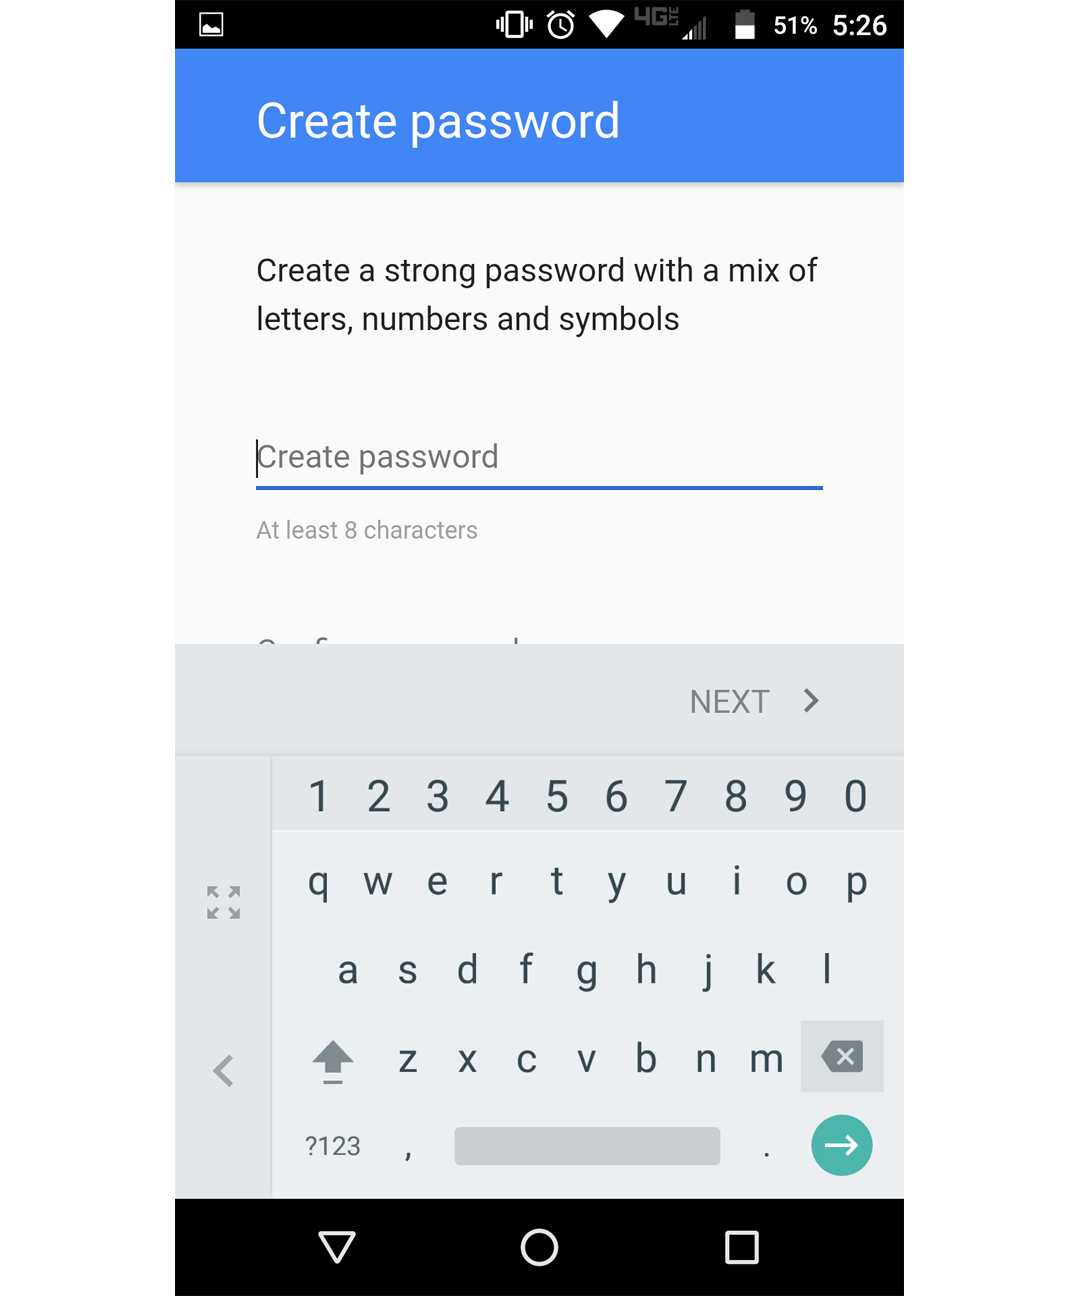 4G LTE 51% 5:26
Create password
Create a strong password with a mix of
letters, numbers and symbols
Create password
At least 8 characters
NEXT
1 2 3 4 5 6 7 8 9 0
q w e r t y u i o p
a s d f g h j k l
z x c v b n m
?123 , .